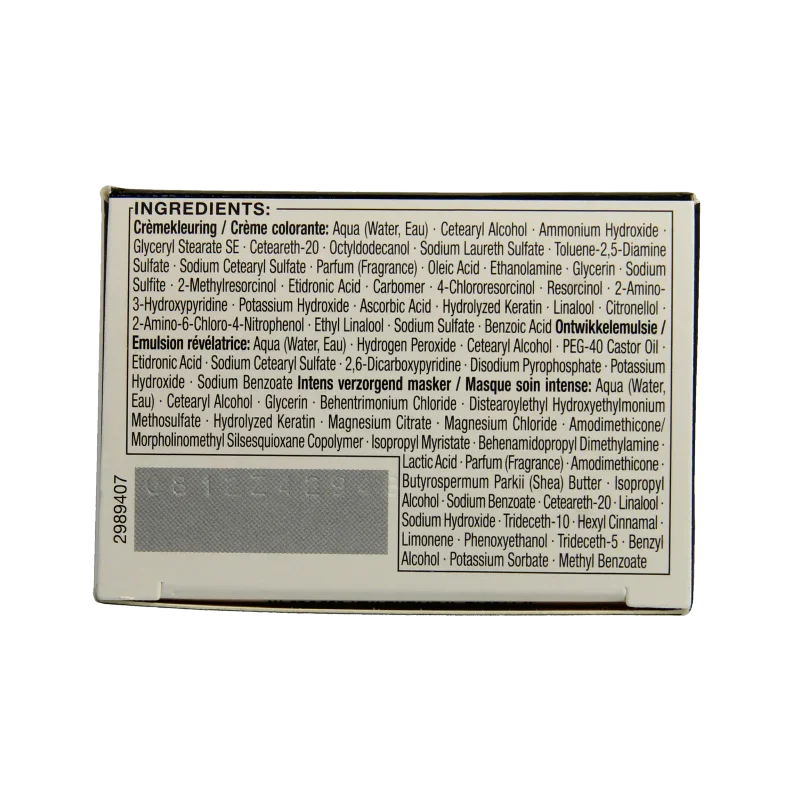 INGREDIENTS:
Crèmekleuring / Crème colorante: Aqua (Water, Eau) · Cetearyl Alcohol · Ammonium Hydroxide ·
Glyceryl Stearate SE · Ceteareth-20 · Octyldodecanol · Sodium Laureth Sulfate · Toluene-2,5-Diamine
Sulfate · Sodium Cetearyl Sulfate · Parfum (Fragrance) · Oleic Acid · Ethanolamine · Glycerin · Sodium
Sulfite · 2-Methylresorcinol · Etidronic Acid · Carbomer · 4-Chlororesorcinol · Resorcinol · 2-Amino-
3-Hydroxypyridine · Potassium Hydroxide · Ascorbic Acid · Hydrolyzed Keratin · Linalool · Citronellol ·
2-Amino-6-Chloro-4-Nitrophenol · Ethyl Linalool · Sodium Sulfate · Benzoic Acid Ontwikkelemulsie /
Emulsion révélatrice: Aqua (Water, Eau) · Hydrogen Peroxide · Cetearyl Alcohol · PEG-40 Castor Oil ·
Etidronic Acid · Sodium Cetearyl Sulfate · 2,6-Dicarboxypyridine · Disodium Pyrophosphate · Potassium
Hydroxide · Sodium Benzoate Intens verzorgend masker / Masque soin intense: Aqua (Water,
Eau) · Cetearyl Alcohol · Glycerin · Behentrimonium Chloride · Distearoylethyl Hydroxyethylmonium
Methosulfate · Hydrolyzed Keratin · Magnesium Citrate · Magnesium Chloride · Amodimethicone/
Morpholinomethyl Silsesquioxane Copolymer · Isopropyl Myristate · Behenamidopropyl Dimethylamine ·
Lactic Acid · Parfum (Fragrance) · Amodimethicone ·
Butyrospermum Parkii (Shea) Butter · Isopropyl
Alcohol · Sodium Benzoate · Ceteareth-20 · Linalool ·
Sodium Hydroxide · Trideceth-10 · Hexyl Cinnamal ·
Limonene · Phenoxyethanol · Trideceth-5 · Benzyl
Alcohol · Potassium Sorbate · Methyl Benzoate
2989407